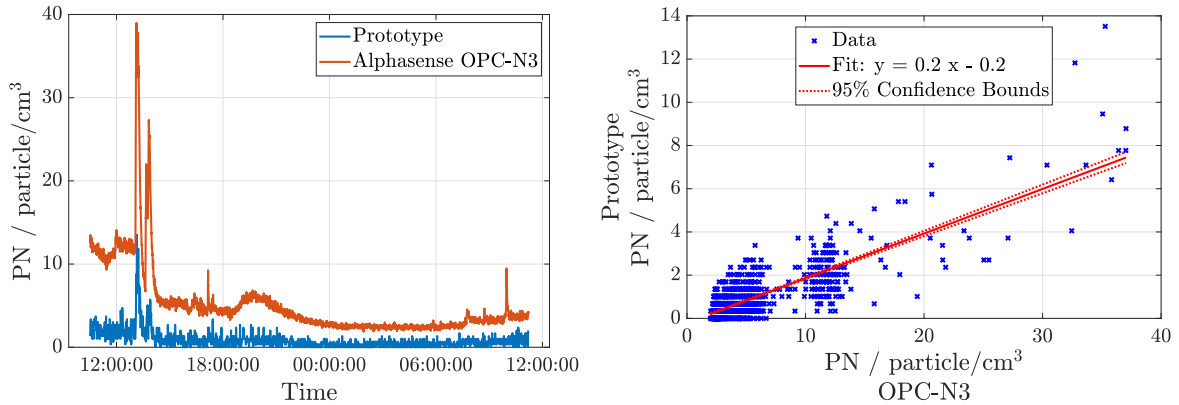 40
30
20
10
0
PN / particle/cm³
Prototype
Alphasense OPC-N3
12:00:00
18:00:00
00:00:00
06:00:00
12:00:00
Time
14
12
10
8
6
4
2
0
Prototype
PN / particle/cm³
Data
Fit: y = 0.2 x - 0.2
95% Confidence Bounds
0
10
20
30
40
PN / particle/cm³
OPC-N3